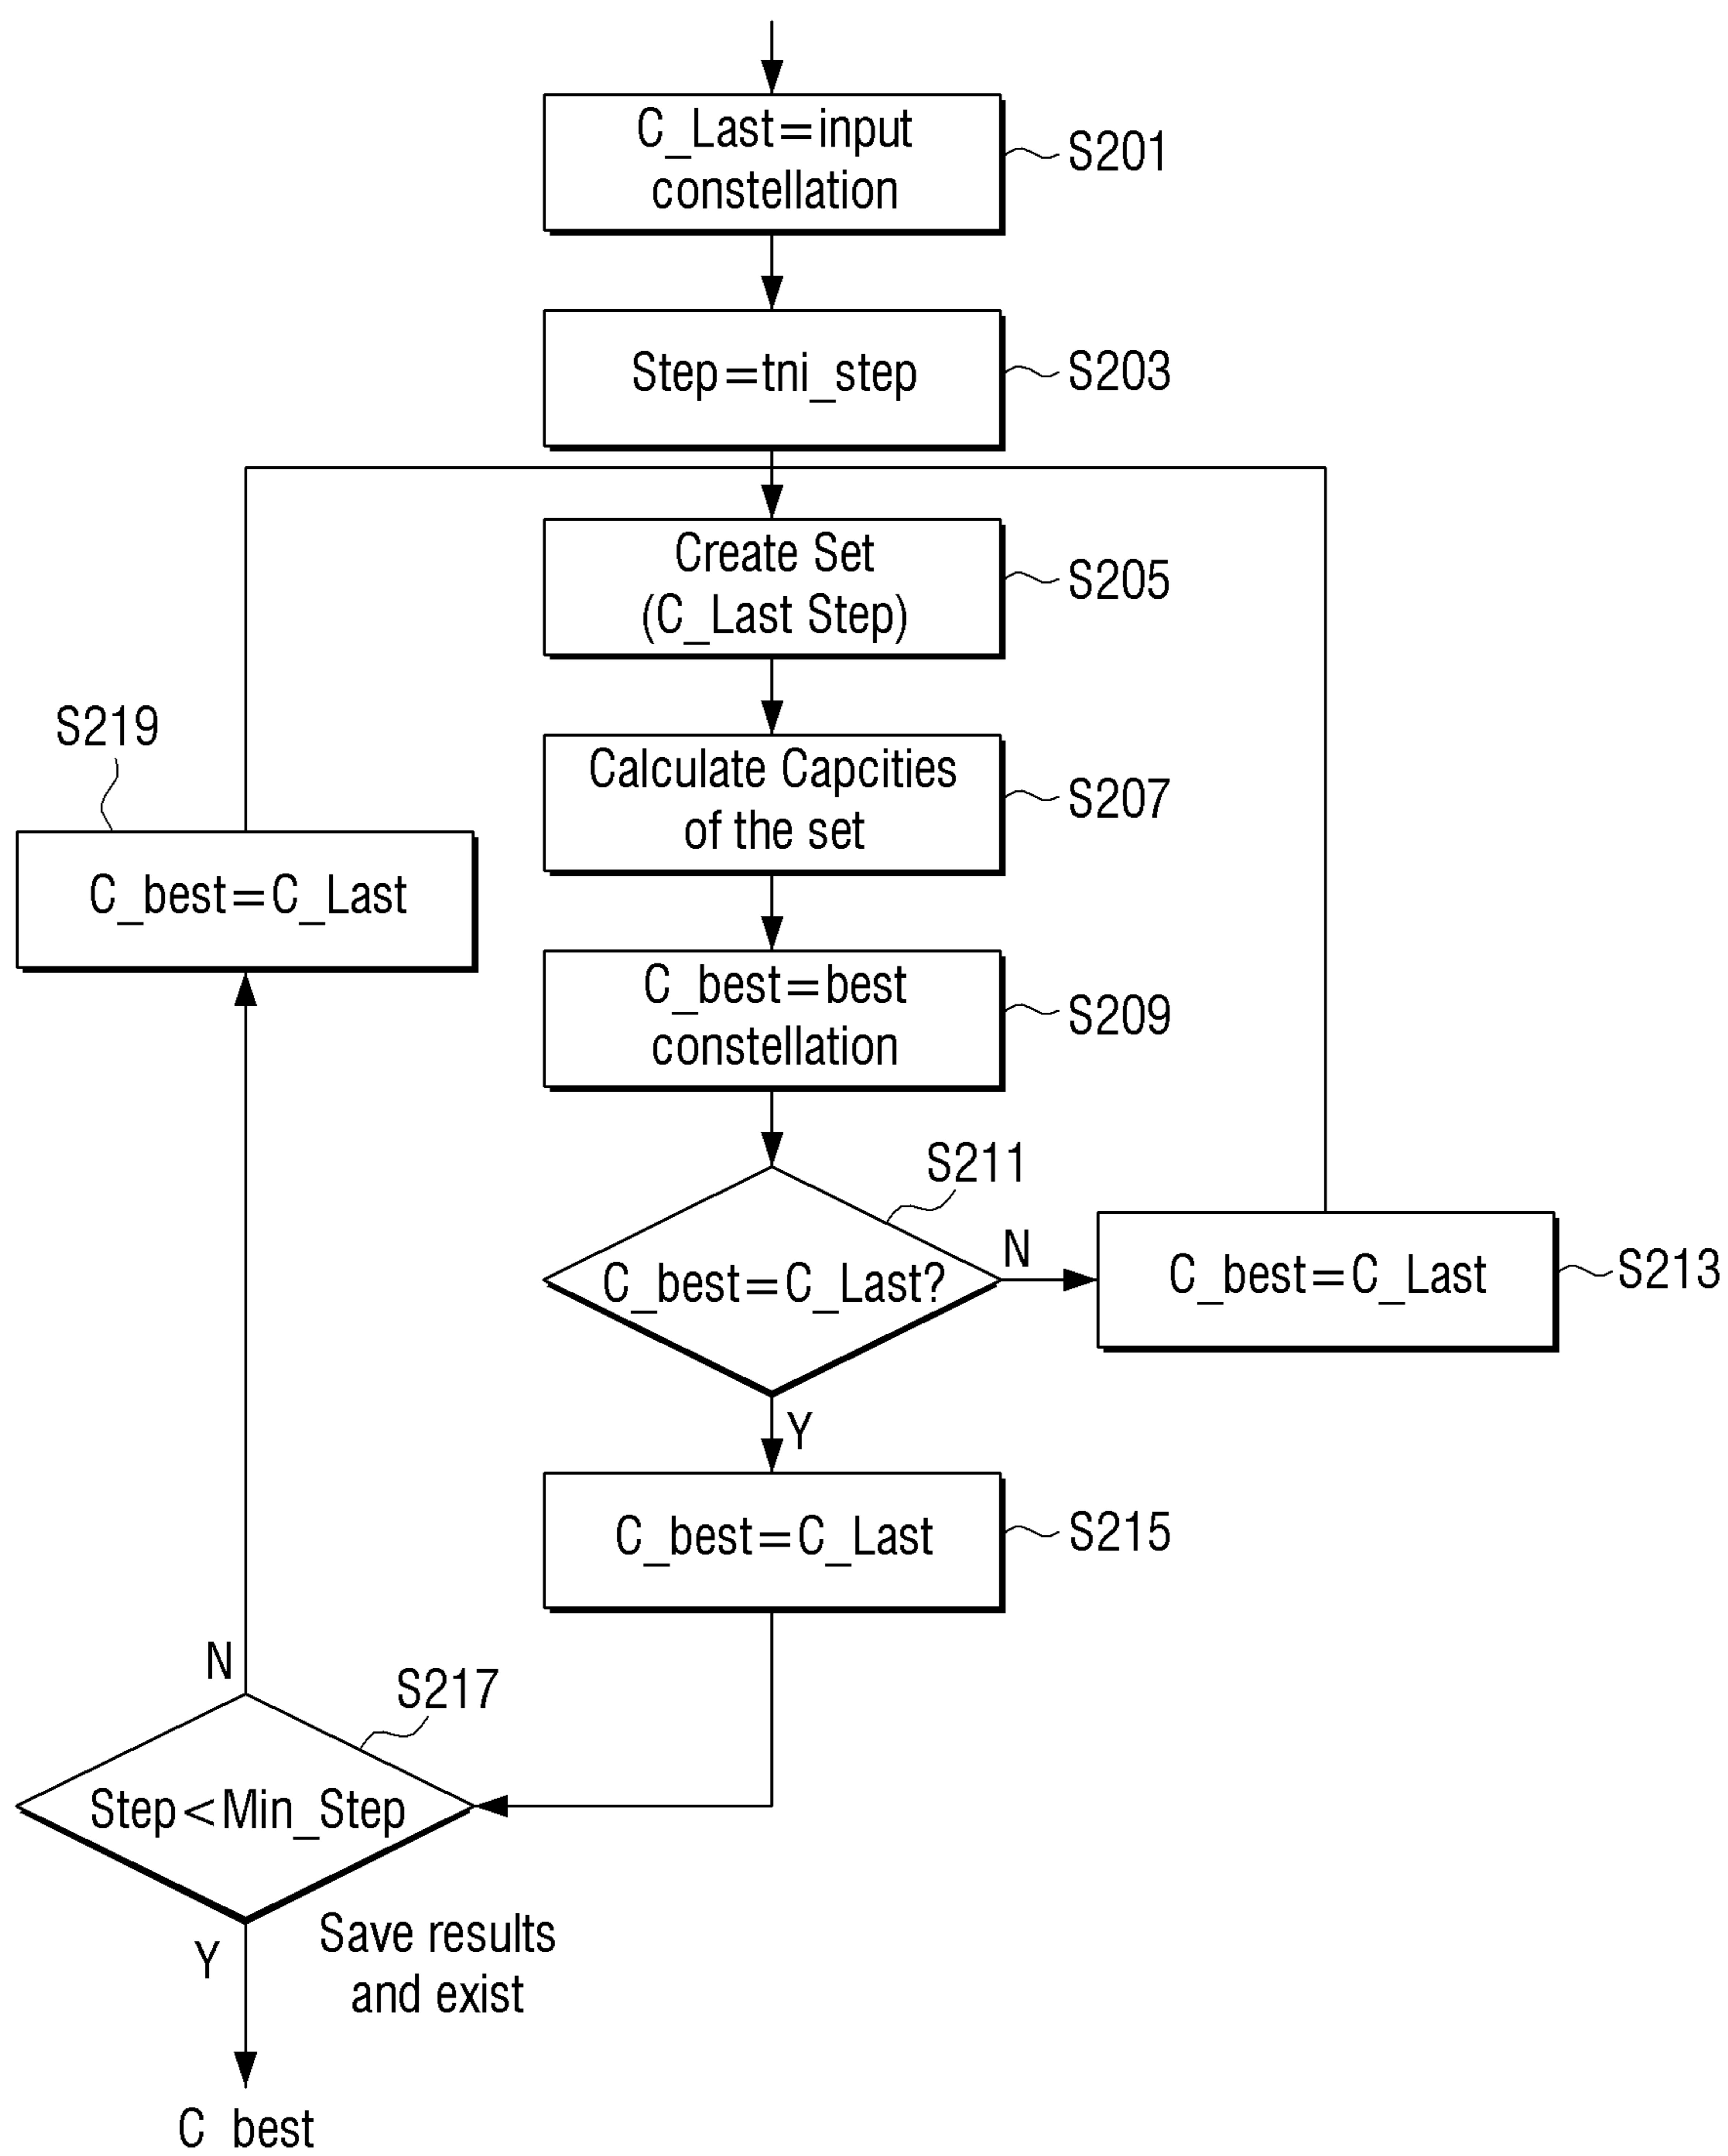 C_Last=input
constellation
S201
Step=tni_step
S203
Create Set
(C_Last Step)
S205
S219
Calculate Capcities
of the set
S207
C_best=C_Last
C_best=best
constellation
S209
S211
C_best=C_Last?
N
C_best=C_Last
S213
Y
C_best=C_Last
S215
N
S217
Step<Min_Step
Y
Save results
and exist
C_best